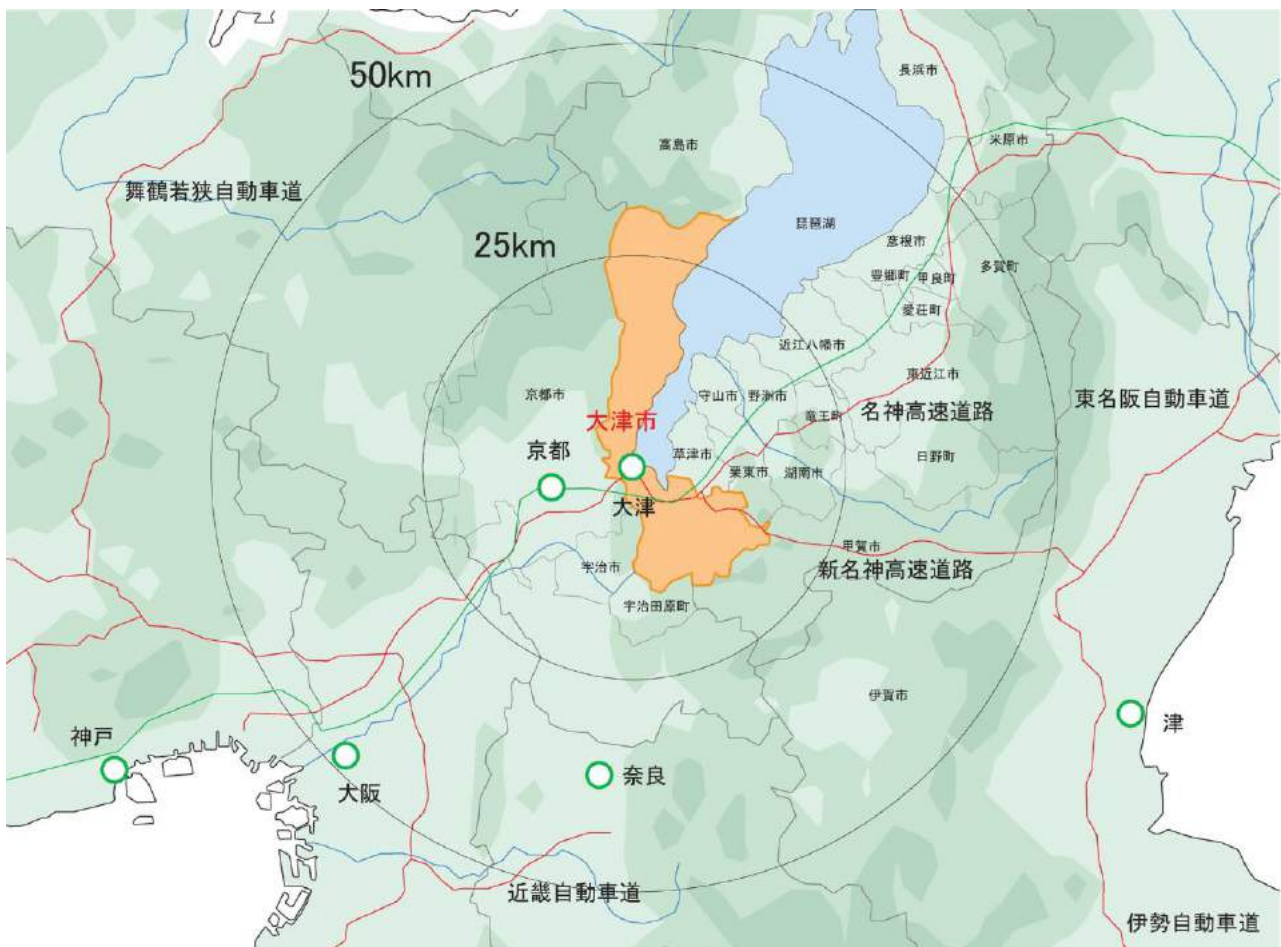 50km
長浜市
米原市
高島市
舞鶴若狭自動車道
琵琶湖
25km
彦根市
多賀町
豊郷町
甲良町
愛荘町
近江八幡市
東近江市
京都市
守山市
野洲市
竜王町
名神高速道路
東名阪自動車道
大津市
京都
草津市
栗東市
湖南市
日野町
大津
甲賀市
新名神高速道路
宇治市
宇治田原町
伊賀市
神戸
津
大阪
奈良
近畿自動車道
伊勢自動車道